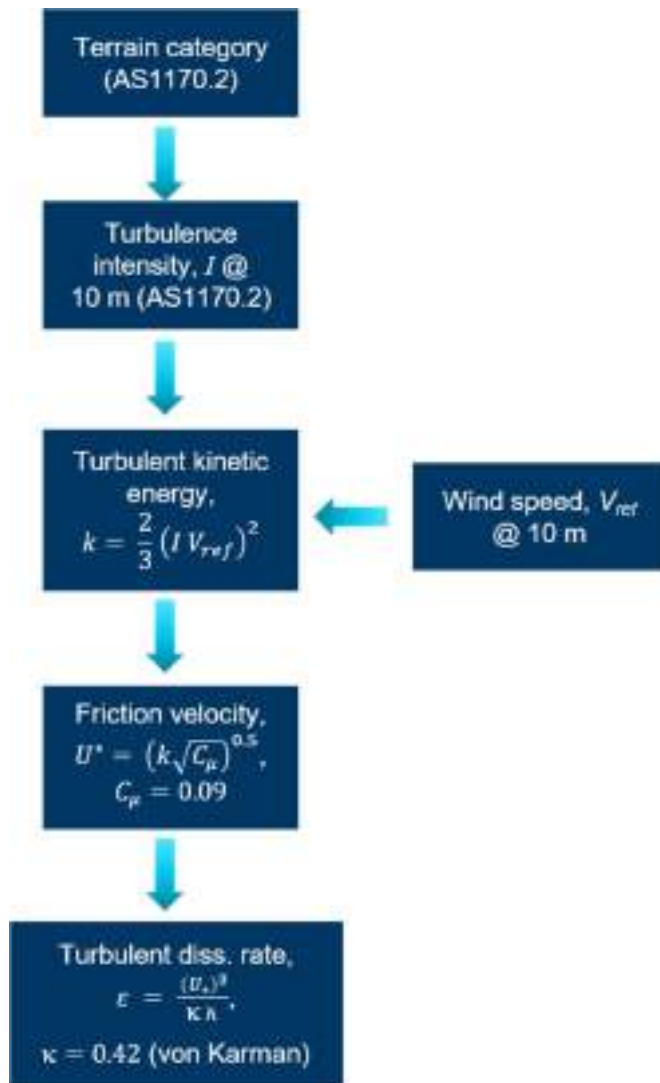 Terrain category
(AS1170.2)
Turbulence
intensity, I @
10 m (AS1170.2)
Turbulent kinetic
energy,
k = 2/3 (I V_ref)^2
Wind speed, V_ref
@ 10 m
Friction velocity,
U* = (k√C_μ)^0.5,
C_μ = 0.09
Turbulent diss. rate,
ε = (U_*)^3 / κ h,
κ = 0.42 (von Karman)